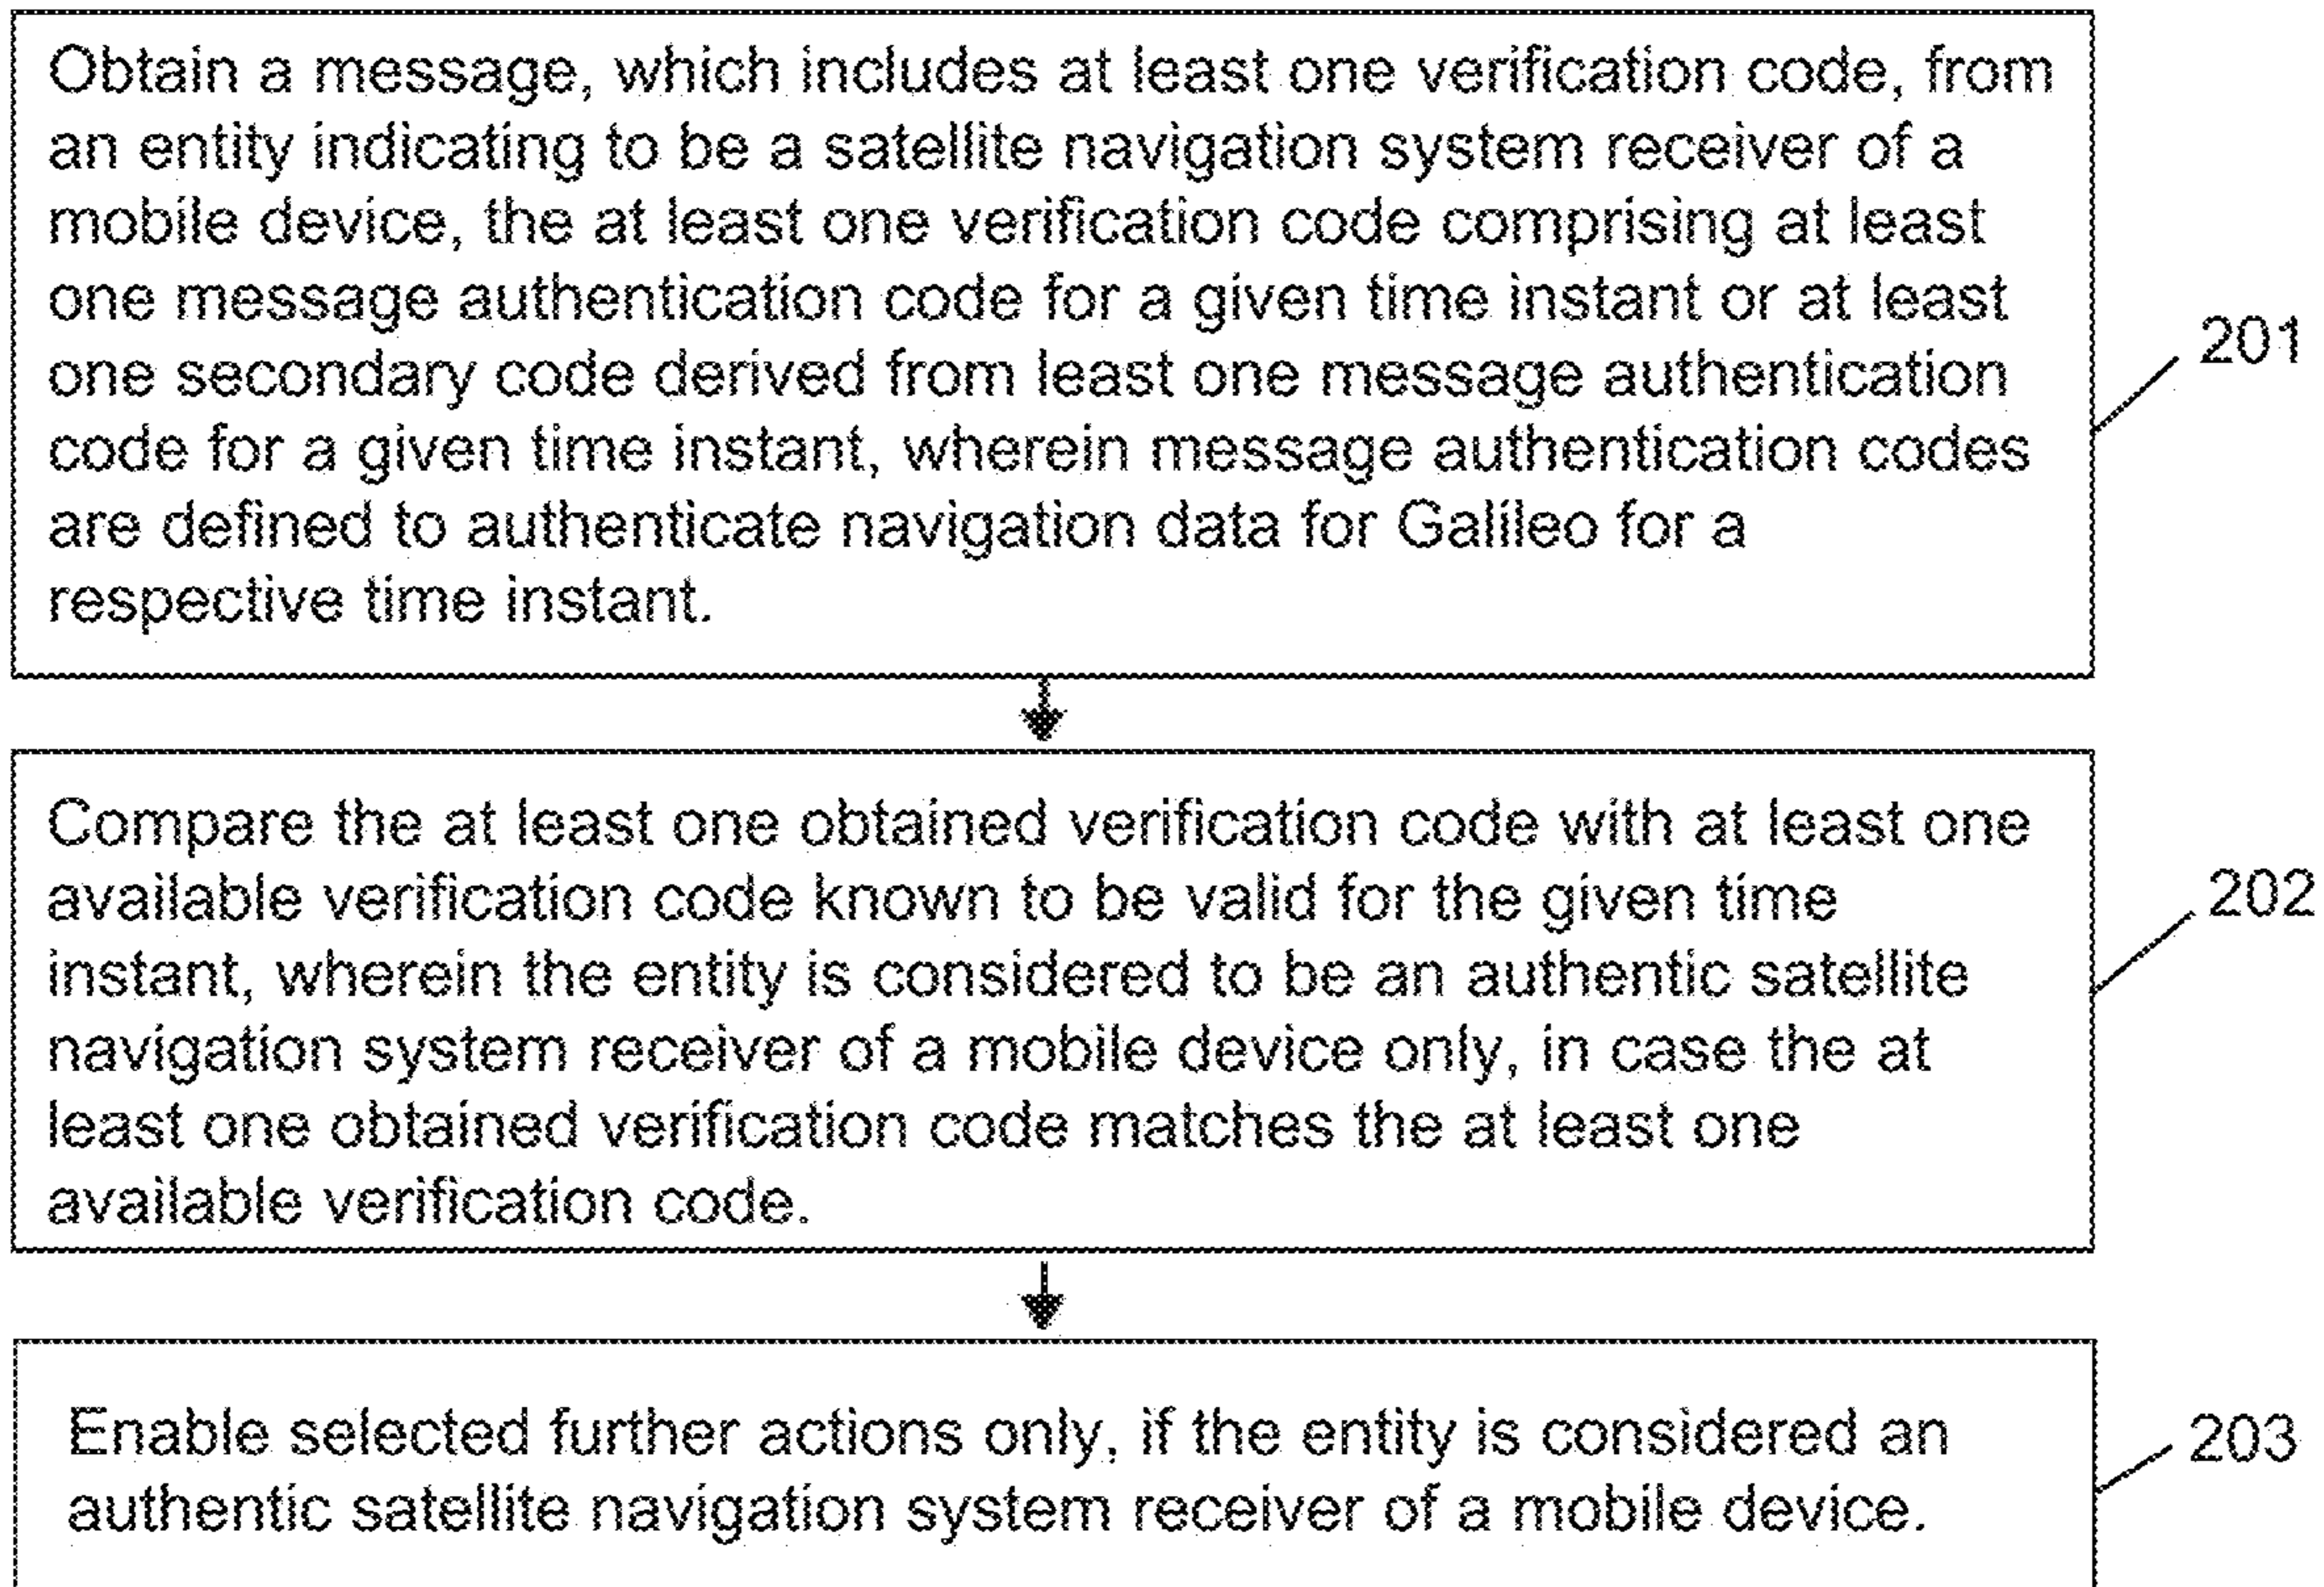 Obtain a message, which includes at least one verification code, from
an entity indicating to be a satellite navigation system receiver of a
mobile device, the at least one verification code comprising at least
one message authentication code for a given time instant or at least
one secondary code derived from least one message authentication
code for a given time instant, wherein message authentication codes
are defined to authenticate navigation data for Galileo for a
respective time instant.
201
Compare the at least one obtained verification code with at least one
available verification code known to be valid for the given time
instant, wherein the entity is considered to be an authentic satellite
navigation system receiver of a mobile device only, in case the at
least one obtained verification code matches the at least one
available verification code.
202
Enable selected further actions only, if the entity is considered an
authentic satellite navigation system receiver of a mobile device.
203